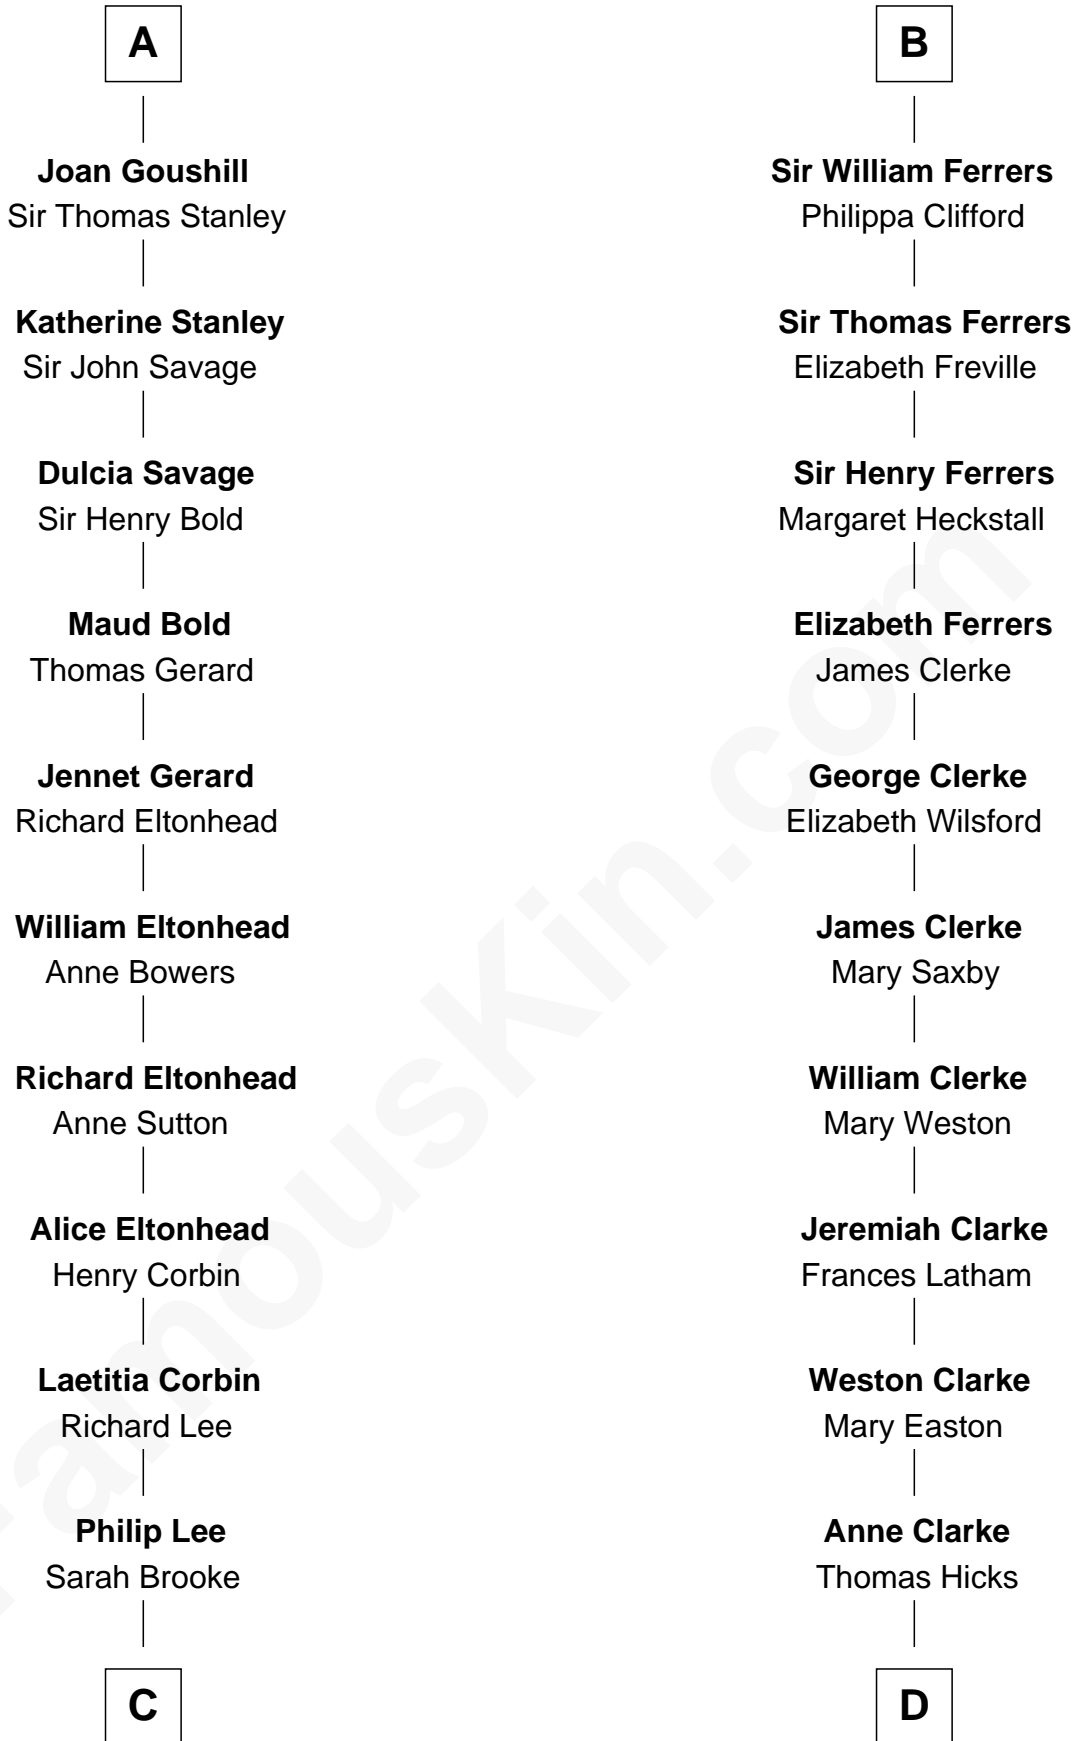 A
Joan Goushill
Sir Thomas Stanley
Katherine Stanley
Sir John Savage
Dulcia Savage
Sir Henry Bold
Maud Bold
Thomas Gerard
Jennet Gerard
Richard Eltonhead
William Eltonhead
Anne Bowers
Richard Eltonhead
Anne Sutton
Alice Eltonhead
Henry Corbin
Laetitia Corbin
Richard Lee
Philip Lee
Sarah Brooke
C
B
Sir William Ferrers
Philippa Clifford
Sir Thomas Ferrers
Elizabeth Freville
Sir Henry Ferrers
Margaret Heckstall
Elizabeth Ferrers
James Clerke
George Clerke
Elizabeth Wilsford
James Clerke
Mary Saxby
William Clerke
Mary Weston
Jeremiah Clarke
Frances Latham
Weston Clarke
Mary Easton
Anne Clarke
Thomas Hicks
D
FamousKin.com